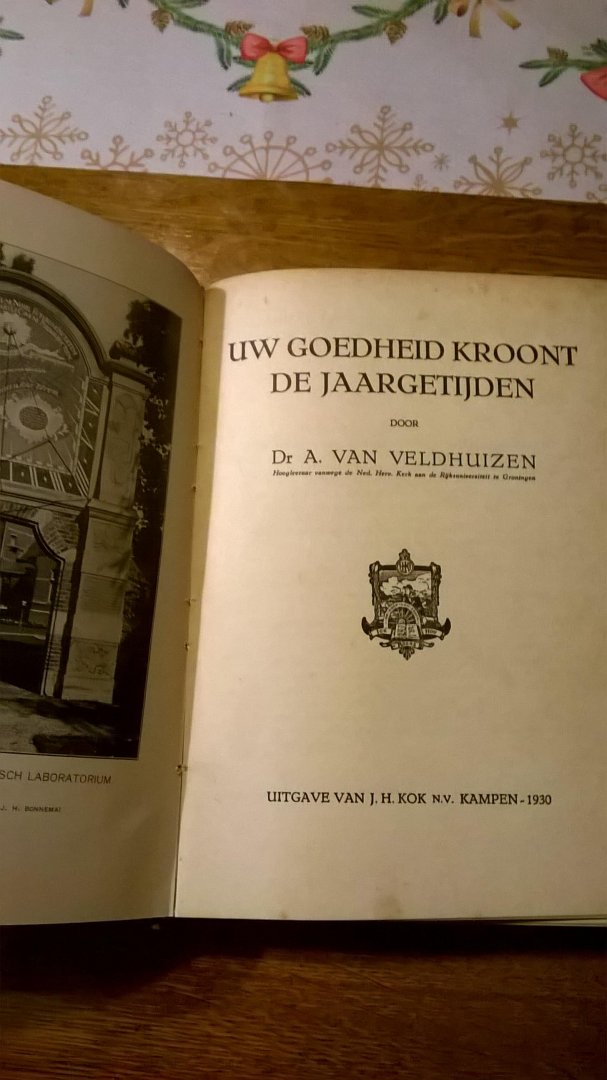 SCH LABORATORIUM
J. H. BONNEMA)
UW GOEDHEID KROONT
DE JAARGETIJDEN
DOOR
Dr A. VAN VELDHUIZEN
Hoogleeraar vanwege de Ned. Herv. Kerk aan de Rijksuniversiteit te Groningen
UITGAVE VAN J. H. KOK N.V. KAMPEN - 1930